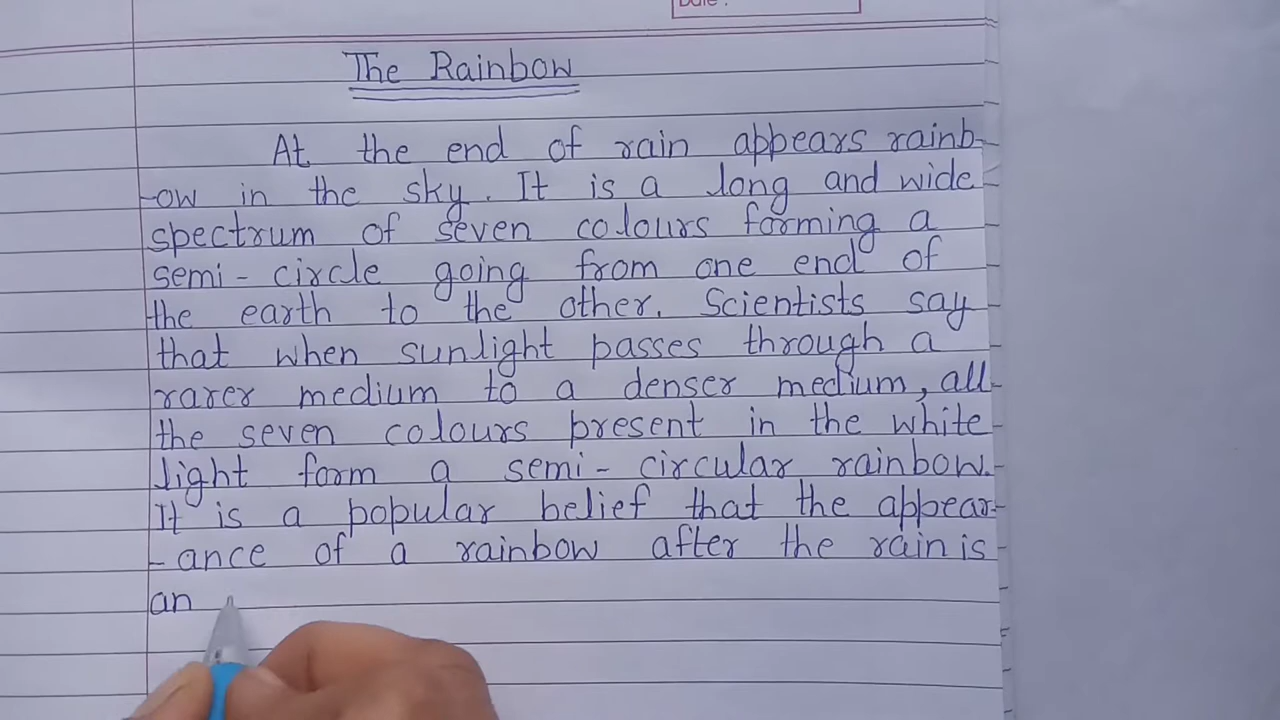 Date :
The Rainbow
At the end of rain appears rainb-
-ow in the sky. It is a long and wide
spectrum of seven colours forming a
semi-circle going from one end of
the earth to the other. Scientists say
that when sunlight passes through a
rarer medium to a denser medium, all
the seven colours present in the white
light form a semi-circular rainbow.
It is a popular belief that the appear-
-ance of a rainbow after the rain is
an